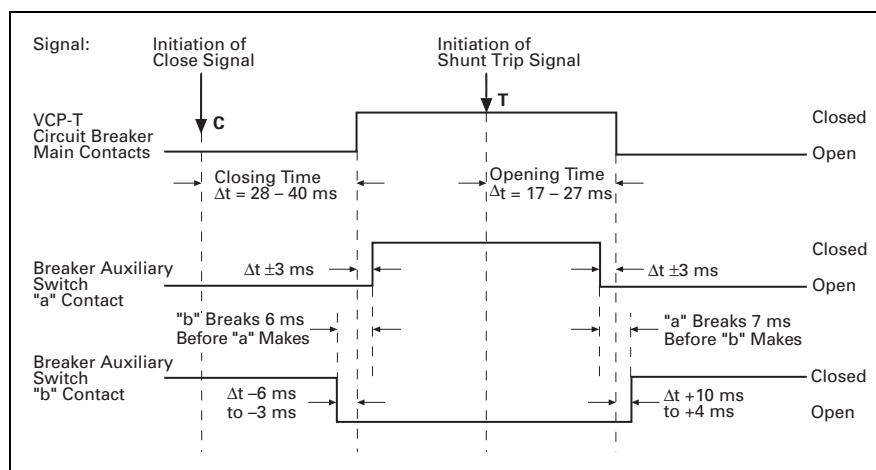 Signal:
Initiation of
Close Signal
Initiation of
Shunt Trip Signal
C
T
VCP-T
Circuit Breaker
Main Contacts
Closed
Open
Closing Time
Δt = 28 – 40 ms
Opening Time
Δt = 17 – 27 ms
Breaker Auxiliary
Switch
"a" Contact
Δt ±3 ms
Δt ±3 ms
Closed
Open
"b" Breaks 6 ms
Before "a" Makes
"a" Breaks 7 ms
Before "b" Makes
Breaker Auxiliary
Switch
"b" Contact
Δt –6 ms
to –3 ms
Δt +10 ms
to +4 ms
Closed
Open